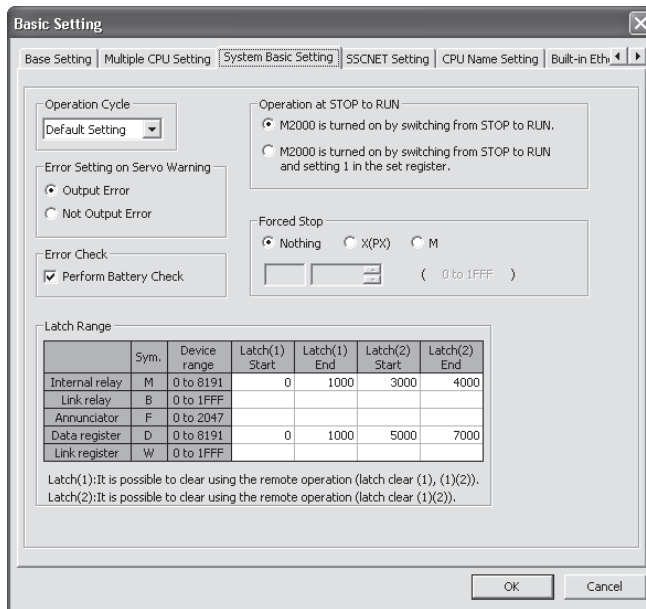 Basic Setting
Base Setting Multiple CPU Setting System Basic Setting SSCNET Setting CPU Name Setting Built-in Eth
Operation Cycle
Default Setting
Error Setting on Servo Warning
Output Error
Not Output Error
Error Check
Perform Battery Check
Operation at STOP to RUN
M2000 is turned on by switching from STOP to RUN.
M2000 is turned on by switching from STOP to RUN
and setting 1 in the set register.
Forced Stop
Nothing X(PX) M
( 0 to 1FFF )
Latch Range
Sym. Device range Latch(1) Start Latch(1) End Latch(2) Start Latch(2) End
Internal relay M 0 to 8191 0 1000 3000 4000
Link relay B 0 to 1FFF
Annunciator F 0 to 2047
Data register D 0 to 8191 0 1000 5000 7000
Link register W 0 to 1FFF
Latch(1):It is possible to clear using the remote operation (latch clear (1), (1)(2)).
Latch(2):It is possible to clear using the remote operation (latch clear (1)(2)).
OK Cancel